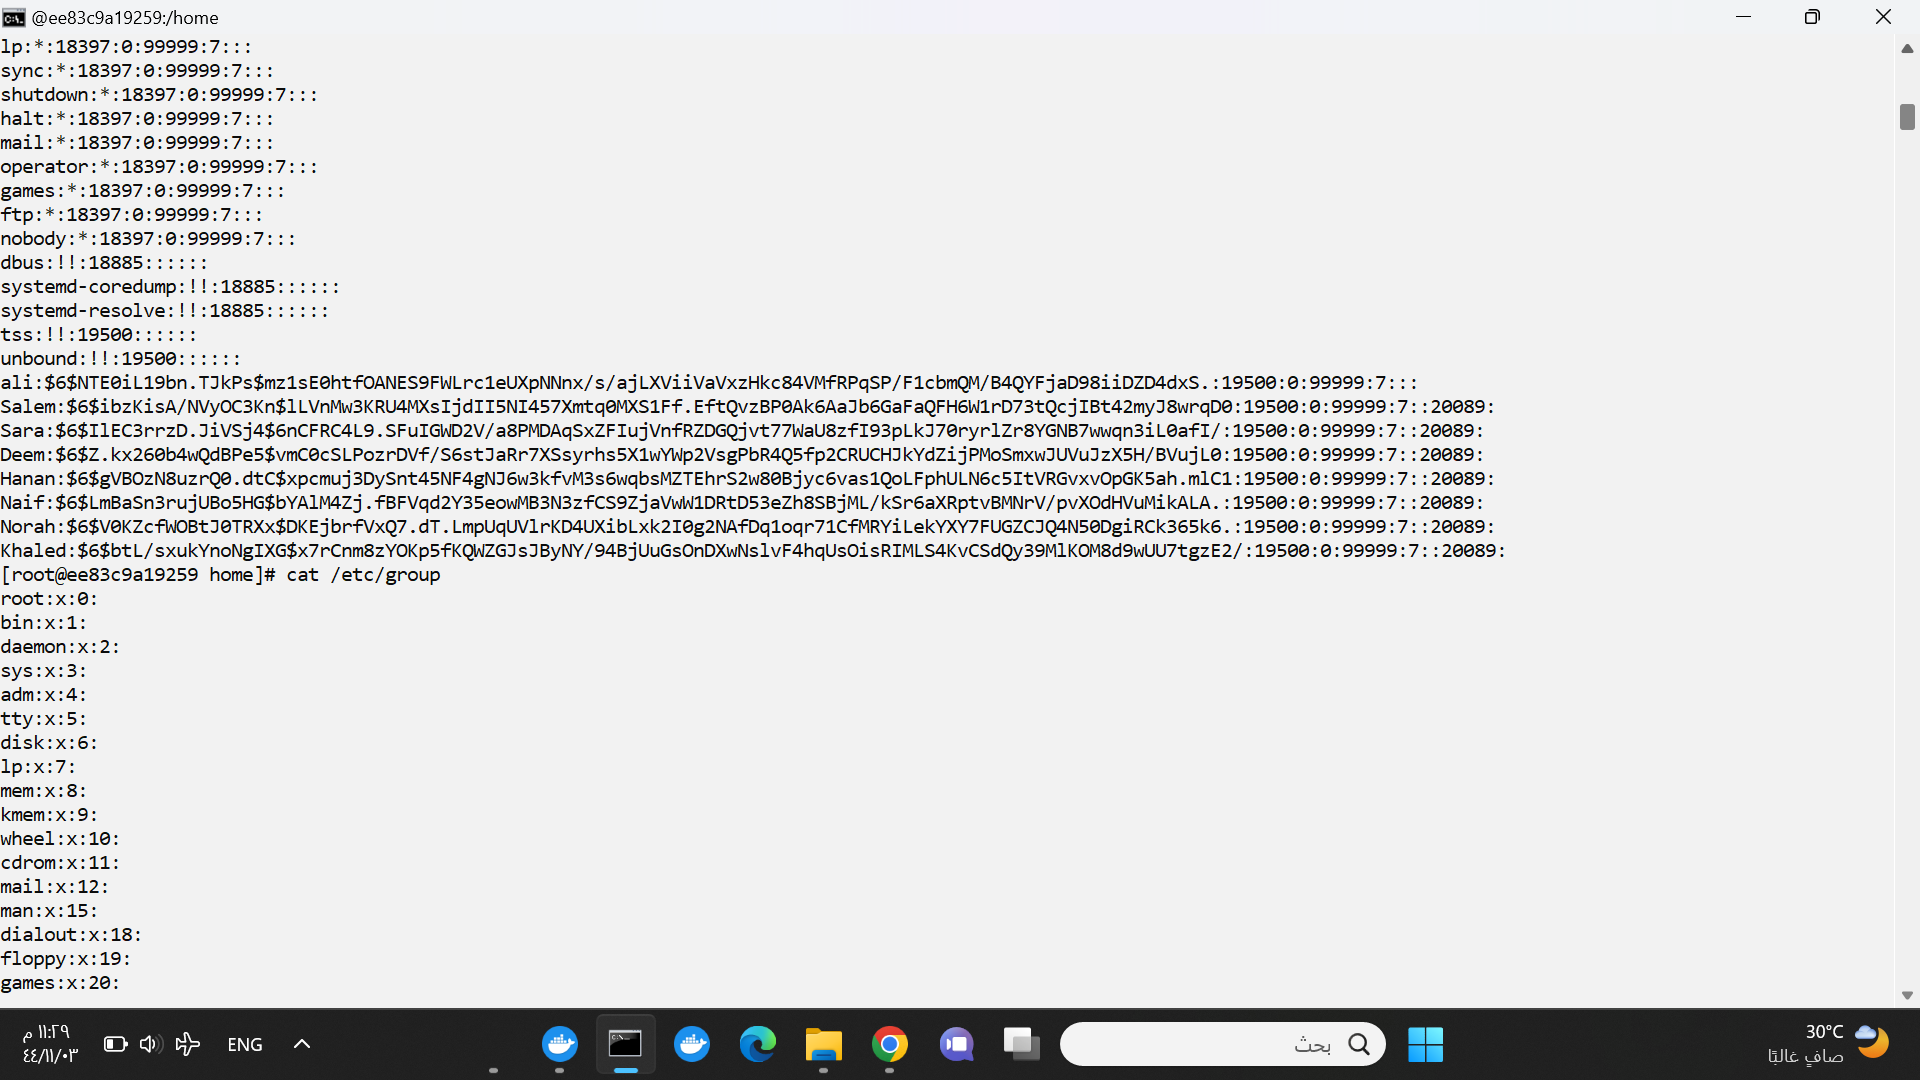 @ee83c9a19259:/home
lp:*:18397:0:99999:7:::
sync:*:18397:0:99999:7:::
shutdown:*:18397:0:99999:7:::
halt:*:18397:0:99999:7:::
mail:*:18397:0:99999:7:::
operator:*:18397:0:99999:7:::
games:*:18397:0:99999:7:::
ftp:*:18397:0:99999:7:::
nobody:*:18397:0:99999:7:::
dbus:!!:18885::::::
systemd-coredump:!!:18885::::::
systemd-resolve:!!:18885::::::
tss:!!:19500::::::
unbound:!!:19500::::::
ali:$6$NTE0iL19bn.TJkPs$mz1sE0htfOANES9FWLrc1eUXpNNnx/s/ajLXViiVaVxzHkc84VMfRPqSP/F1cbmQM/B4QYFjaD98iiDZD4dxS.:19500:0:99999:7:::
Salem:$6$ibzKisA/NVyOC3Kn$lLVnMw3KRU4MXsIjdII5NI457Xmtq0MXS1Ff.EftQvzBP0Ak6AaJb6GaFaQFH6W1rD73tQcjIBt42myJ8wrqD0:19500:0:99999:7::20089:
Sara:$6$IlEC3rrzD.JiVSj4$6nCFRC4L9.SFuIGWD2V/a8PMDAqSxZFIujVnfRZDGQjvt77WaU8zfI93pLkJ70ryrlZr8YGNB7wwqn3iL0afI/:19500:0:99999:7::20089:
Deem:$6$Z.kx260b4wQdBPe5$vmC0cSLPozrDVf/S6stJaRr7XSsyrhs5X1wYWp2VsgPbR4Q5fp2CRUCHJkYdZijPMoSmxwJUVuJzX5H/BVujL0:19500:0:99999:7::20089:
Hanan:$6$gVBOzN8uzrQ0.dtC$xpcmuj3DySnt45NF4gNJ6w3kfvM3s6wqbsMZTEhrS2w80Bjyc6vas1QoLFphULN6c5ItVRGvxvOpGK5ah.mlC1:19500:0:99999:7::20089:
Naif:$6$LmBaSn3rujUBo5HG$bYAlM4Zj.fBFVqd2Y35eowMB3N3zfCS9ZjaVwW1DRtD53eZh8SBjML/kSr6aXRptvBMNrV/pvXOdHVuMikALA.:19500:0:99999:7::20089:
Norah:$6$V0KZcfWOBtJ0TRXx$DKEjbrfVxQ7.dT.LmpUqUVlrKD4UXibLxk2I0g2NAfDq1oqr71CfMRYiLekYXY7FUGZCJQ4N50DgiRCk365k6.:19500:0:99999:7::20089:
Khaled:$6$btL/sxukYnoNgIXG$x7rCnm8zYOKp5fKQWZGJsJByNY/94BjUuGsOnDXwNslvF4hqUsOisRIMLS4KvCSdQy39MlKOM8d9wUU7tgzE2/:19500:0:99999:7::20089:
[root@ee83c9a19259 home]# cat /etc/group
root:x:0:
bin:x:1:
daemon:x:2:
sys:x:3:
adm:x:4:
tty:x:5:
disk:x:6:
lp:x:7:
mem:x:8:
kmem:x:9:
wheel:x:10:
cdrom:x:11:
mail:x:12:
man:x:15:
dialout:x:18:
floppy:x:19:
games:x:20:
١١:٢٩ م
٤٤/١١/٠٣
ENG
بحث
30°C
صافٍ غالبًا